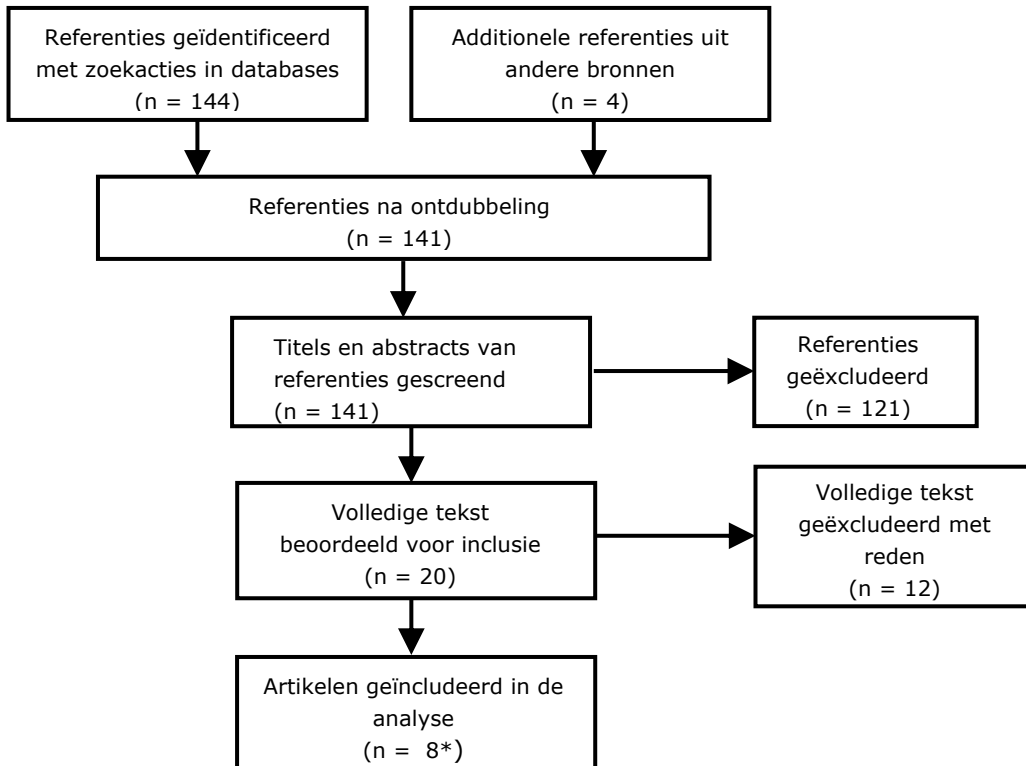 Referenties geïdentificeerd
met zoekacties in databases
(n = 144)
Additionele referenties uit
andere bronnen
(n = 4)
Referenties na ontdubbeling
(n = 141)
Titels en abstracts van
referenties gescreend
(n = 141)
Referenties
geëxcludeerd
(n = 121)
Volledige tekst
beoordeeld voor inclusie
(n = 20)
Volledige tekst
geëxcludeerd met
reden
(n = 12)
Artikelen geïncludeerd in de
analyse
(n =  8*)